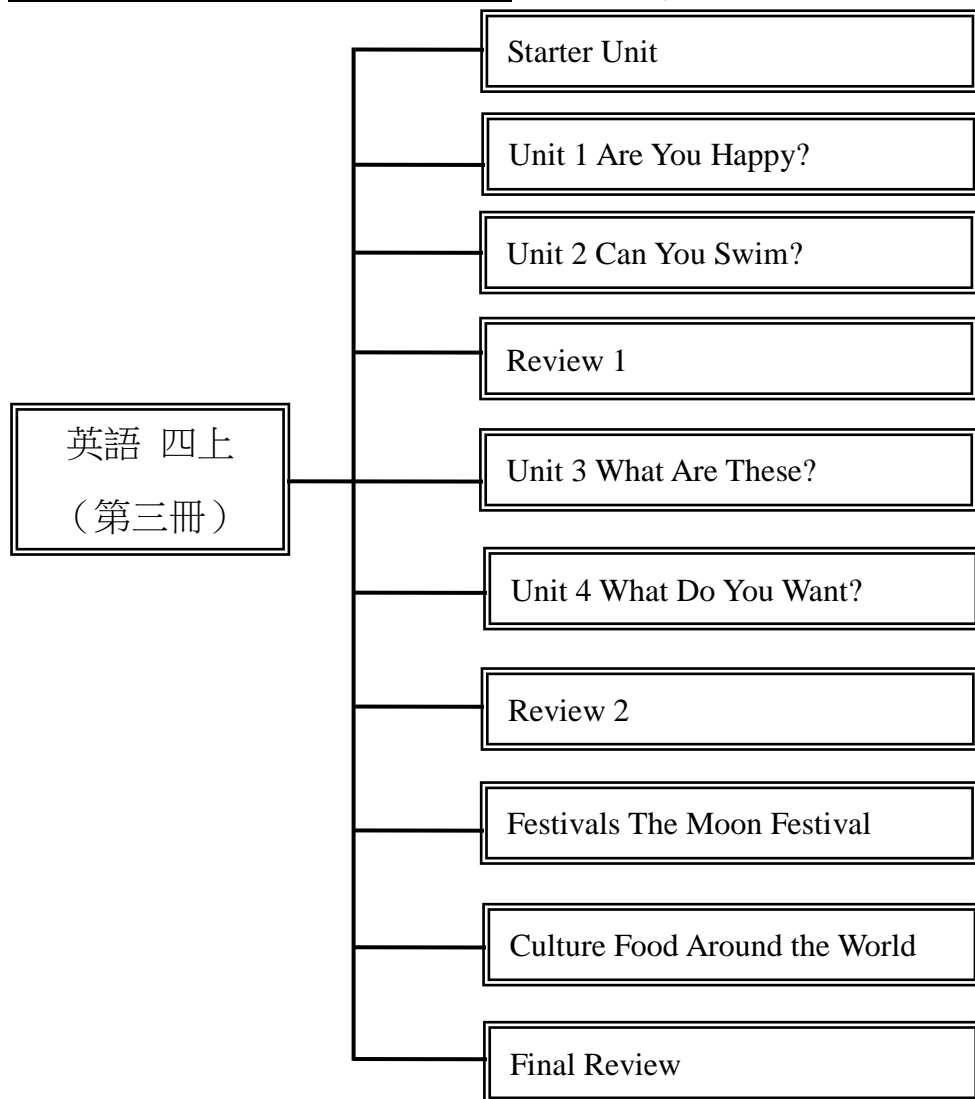 Starter Unit
Unit 1 Are You Happy?
Unit 2 Can You Swim?
Review 1
英語 四上
（第三冊）
Unit 3 What Are These?
Unit 4 What Do You Want?
Review 2
Festivals The Moon Festival
Culture Food Around the World
Final Review